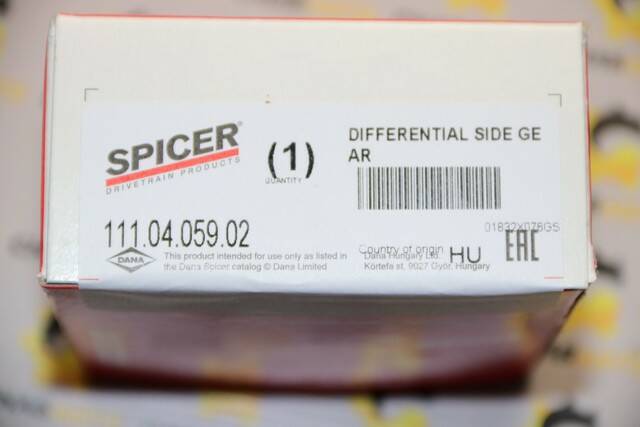 SPICER®
DRIVETRAIN PRODUCTS
(1)
QUANTITY
DIFFERENTIAL SIDE GE
AR
111.04.059.02
DANA
This product intended for use only as listed in
the Dana Spicer catalog © Dana Limited
Country of origin HU
Dana Hungary Ltd.
Körtefa st. 9027 Győr, Hungary
01832X076GS
EAC